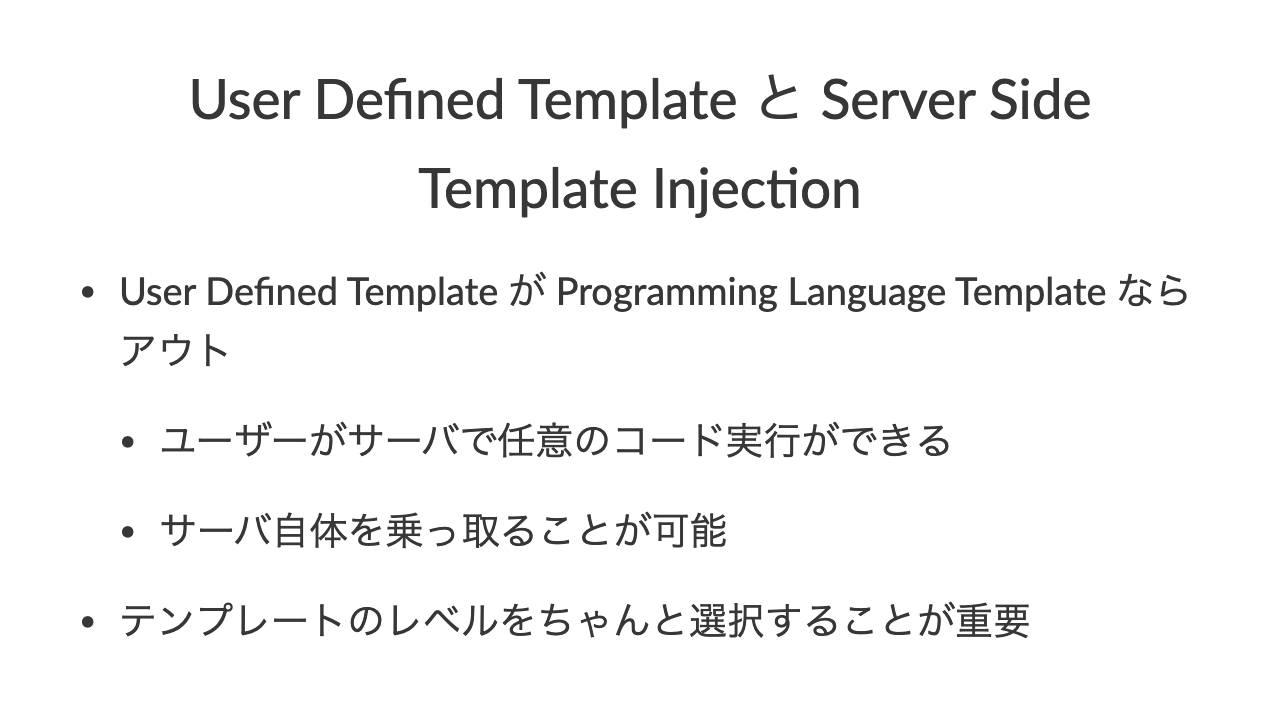 User Defined Template と Server Side
Template Injection
• User Defined Template が Programming Language Template なら
アウト
• ユーザーがサーバで任意のコード実行ができる
• サーバ自体を乗っ取ることが可能
• テンプレートのレベルをちゃんと選択することが重要